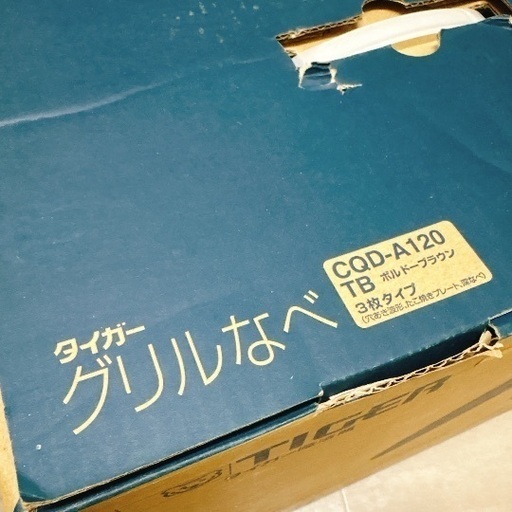 タイガー
グリルなべ
CQD-A120
TB ボルドーブラウン
3枚タイプ
(穴あき波形、たこ焼きプレート、深なべ)
TIGER